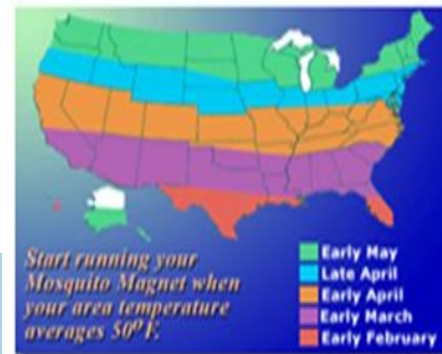 Start running your
Mosquito Magnet when
your area temperature
averages 50°F.
Early May
Late April
Early April
Early March
Early February